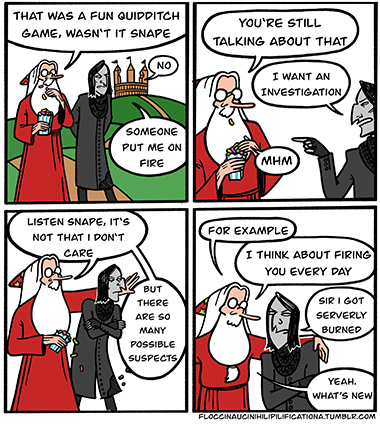 THAT WAS A FUN QUIDDITCH
GAME, WASN'T IT SNAPE
NO
SOMEONE
PUT ME ON
FIRE
YOU'RE STILL
TALKING ABOUT THAT
I WANT AN
INVESTIGATION
MHM
LISTEN SNAPE, IT'S
NOT THAT I DON'T
CARE
BUT
THERE
ARE SO
MANY
POSSIBLE
SUSPECTS
FOR EXAMPLE
I THINK ABOUT FIRING
YOU EVERY DAY
SIR I GOT
SERVERLY
BURNED
YEAH.
WHAT'S NEW
FLOCCINAUCINIHILIPILIFICATIONA.TUMBLR.COM